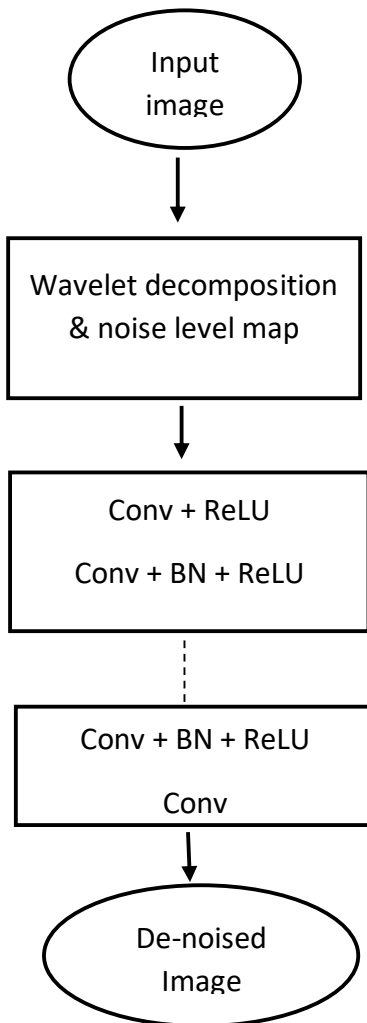 Input
image
Wavelet decomposition
& noise level map
Conv + ReLU
Conv + BN + ReLU
Conv + BN + ReLU
Conv
De-noised
Image